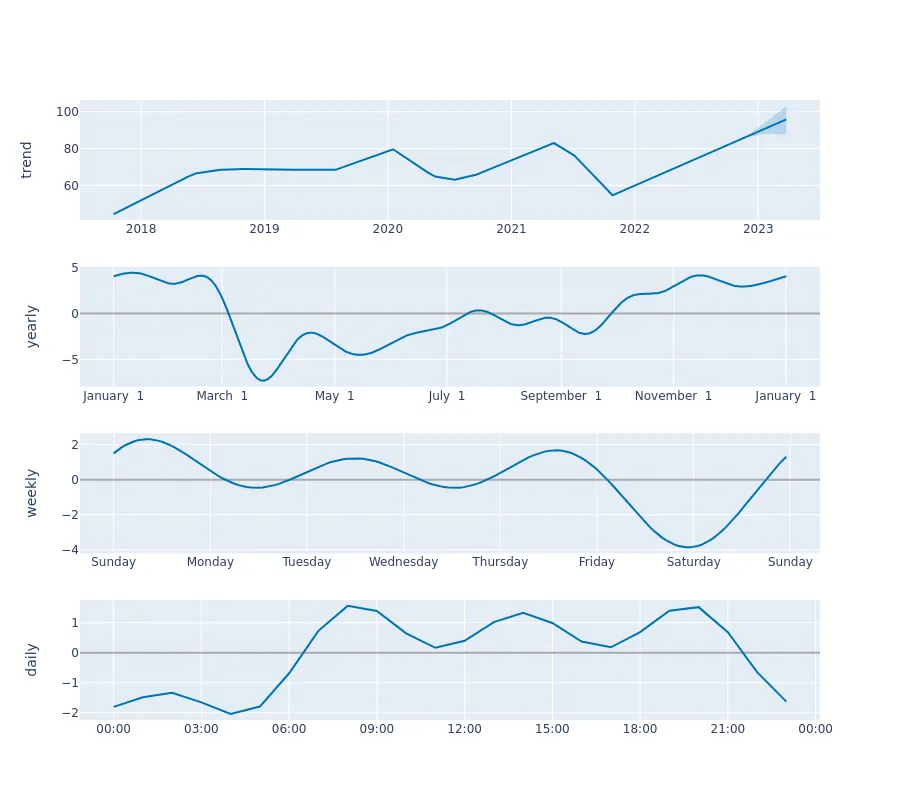 trend
100
80
60
2018 2019 2020 2021 2022 2023
yearly
5
0
−5
January 1 March 1 May 1 July 1 September 1 November 1 January 1
weekly
2
0
−2
−4
Sunday Monday Tuesday Wednesday Thursday Friday Saturday Sunday
daily
1
0
−1
−2
00:00 03:00 06:00 09:00 12:00 15:00 18:00 21:00 00:00